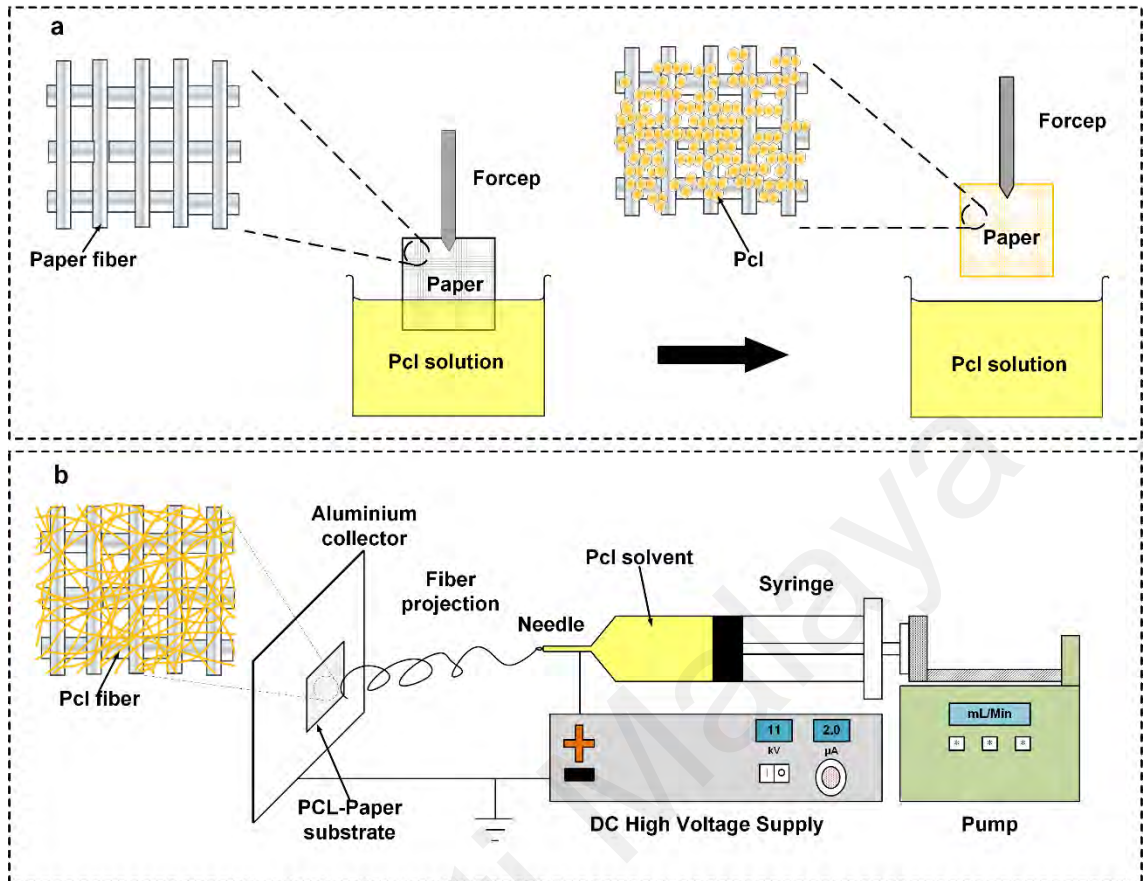 a
Paper fiber
Forcep
Paper
Pcl solution
Pcl
Forcep
Paper
Pcl solution
b
Pcl fiber
Aluminium
collector
Fiber
projection
PCL-Paper
substrate
Needle
Pcl solvent
Syringe
11
kV
2.0
µA
I O
DC High Voltage Supply
mL/Min
* * *
Pump
Malaya